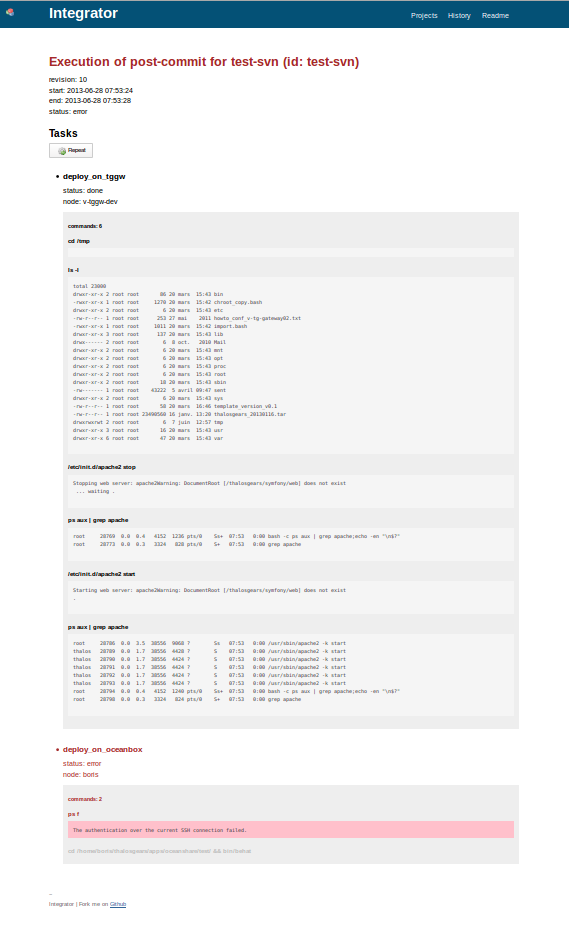 Integrator
Projects History Readme
Execution of post-commit for test-svn (id: test-svn)
revision: 10
start: 2013-06-28 07:53:24
end: 2013-06-28 07:53:28
status: error
Tasks
Repeat
• deploy_on_tggw
status: done
node: v-tggw-dev
commands: 6
cd /tmp
ls -l
total 23000
drwxr-xr-x 2 root root 86 20 mars 15:43 bin
-rwxr-xr-x 1 root root 1270 20 mars 15:42 chroot_copy.bash
drwxr-xr-x 2 root root 6 20 mars 15:43 etc
-rw-r--r-- 1 root root 253 27 mai 2011 howto_conf_v-tg-gateway02.txt
-rwxr-xr-x 1 root root 1011 20 mars 15:42 import.bash
drwxr-xr-x 3 root root 137 20 mars 15:43 lib
drwx------ 2 root root 6 8 oct. 2010 Mail
drwxr-xr-x 2 root root 6 20 mars 15:43 mnt
drwxr-xr-x 2 root root 6 20 mars 15:43 opt
drwxr-xr-x 2 root root 6 20 mars 15:43 proc
drwxr-xr-x 2 root root 6 20 mars 15:43 root
drwxr-xr-x 2 root root 18 20 mars 15:43 sbin
-rw------- 1 root root 43222 5 avril 09:47 sent
drwxr-xr-x 2 root root 6 20 mars 15:43 sys
-rw-r--r-- 1 root root 58 20 mars 16:46 template_version_v0.1
-rw-r--r-- 1 root root 23490560 16 janv. 13:20 thalosgears_20130116.tar
drwxrwxrwt 2 root root 6 7 juin 12:57 tmp
drwxr-xr-x 3 root root 16 20 mars 15:43 usr
drwxr-xr-x 6 root root 47 20 mars 15:43 var
/etc/init.d/apache2 stop
Stopping web server: apache2Warning: DocumentRoot [/thalosgears/symfony/web] does not exist
... waiting .
ps aux | grep apache
root 28769 0.0 0.4 4152 1236 pts/0 Ss+ 07:53 0:00 bash -c ps aux | grep apache;echo -en "\n$?"
root 28773 0.0 0.3 3324 828 pts/0 S+ 07:53 0:00 grep apache
/etc/init.d/apache2 start
Starting web server: apache2Warning: DocumentRoot [/thalosgears/symfony/web] does not exist
.
ps aux | grep apache
root 28786 0.0 3.5 38556 9068 ? Ss 07:53 0:00 /usr/sbin/apache2 -k start
thalos 28789 0.0 1.7 38556 4428 ? S 07:53 0:00 /usr/sbin/apache2 -k start
thalos 28790 0.0 1.7 38556 4424 ? S 07:53 0:00 /usr/sbin/apache2 -k start
thalos 28791 0.0 1.7 38556 4424 ? S 07:53 0:00 /usr/sbin/apache2 -k start
thalos 28792 0.0 1.7 38556 4424 ? S 07:53 0:00 /usr/sbin/apache2 -k start
thalos 28793 0.0 1.7 38556 4424 ? S 07:53 0:00 /usr/sbin/apache2 -k start
root 28794 0.0 0.4 4152 1240 pts/0 Ss+ 07:53 0:00 bash -c ps aux | grep apache;echo -en "\n$?"
root 28798 0.0 0.3 3324 824 pts/0 S+ 07:53 0:00 grep apache
• deploy_on_oceanbox
status: error
node: boris
commands: 2
ps f
The authentication over the current SSH connection failed.
--
Integrator | Fork me on Github